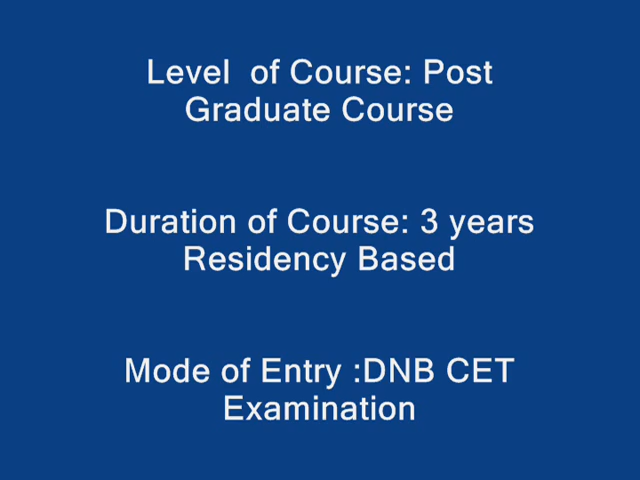 Level  of Course: Post
Graduate Course
Duration of Course: 3 years
Residency Based
Mode of Entry :DNB CET
Examination